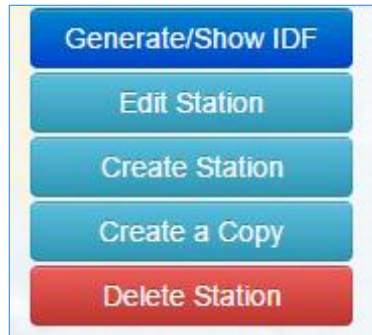 Generate/Show IDF
Edit Station
Create Station
Create a Copy
Delete Station